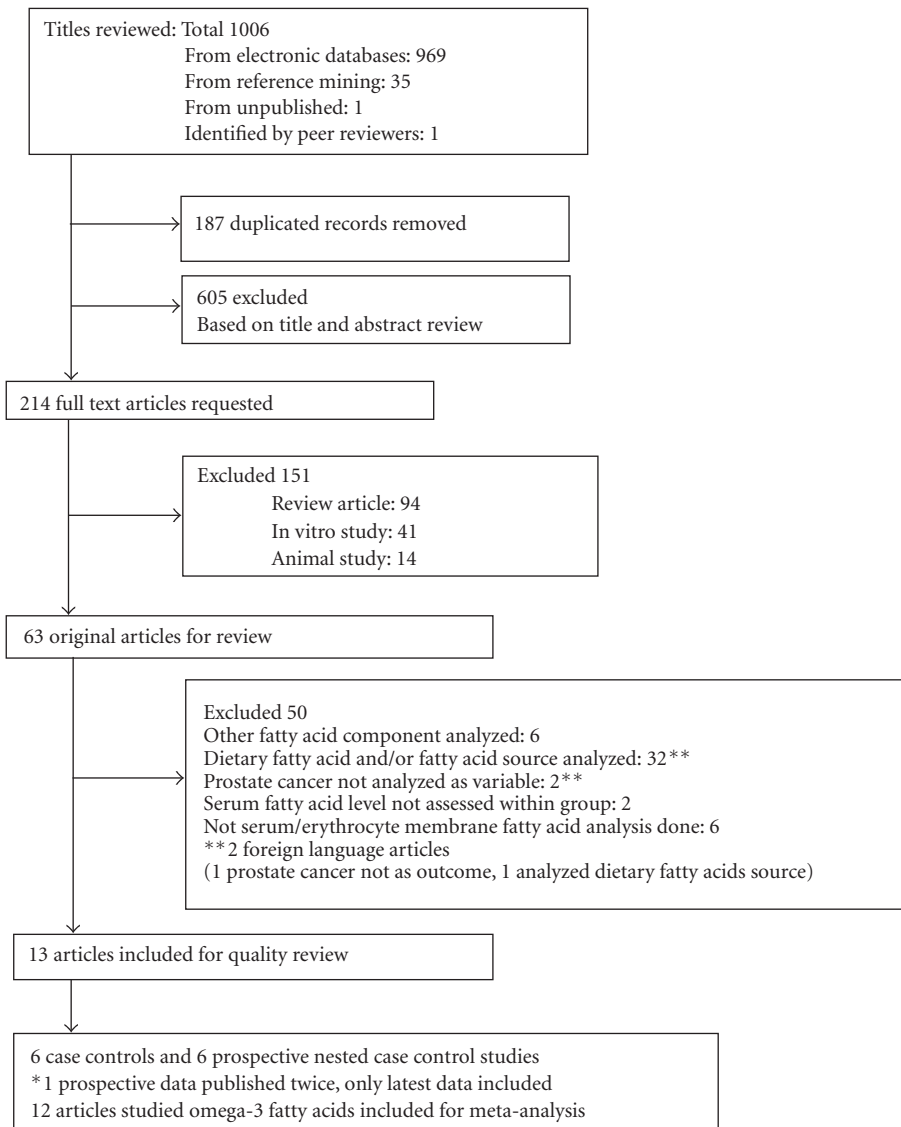 Titles reviewed: Total 1006
From electronic databases: 969
From reference mining: 35
From unpublished: 1
Identified by peer reviewers: 1
187 duplicated records removed
605 excluded
Based on title and abstract review
214 full text articles requested
Excluded 151
Review article: 94
In vitro study: 41
Animal study: 14
63 original articles for review
Excluded 50
Other fatty acid component analyzed: 6
Dietary fatty acid and/or fatty acid source analyzed: 32**
Prostate cancer not analyzed as variable: 2**
Serum fatty acid level not assessed within group: 2
Not serum/erythrocyte membrane fatty acid analysis done: 6
**2 foreign language articles
(1 prostate cancer not as outcome, 1 analyzed dietary fatty acids source)
13 articles included for quality review
6 case controls and 6 prospective nested case control studies
*1 prospective data published twice, only latest data included
12 articles studied omega-3 fatty acids included for meta-analysis